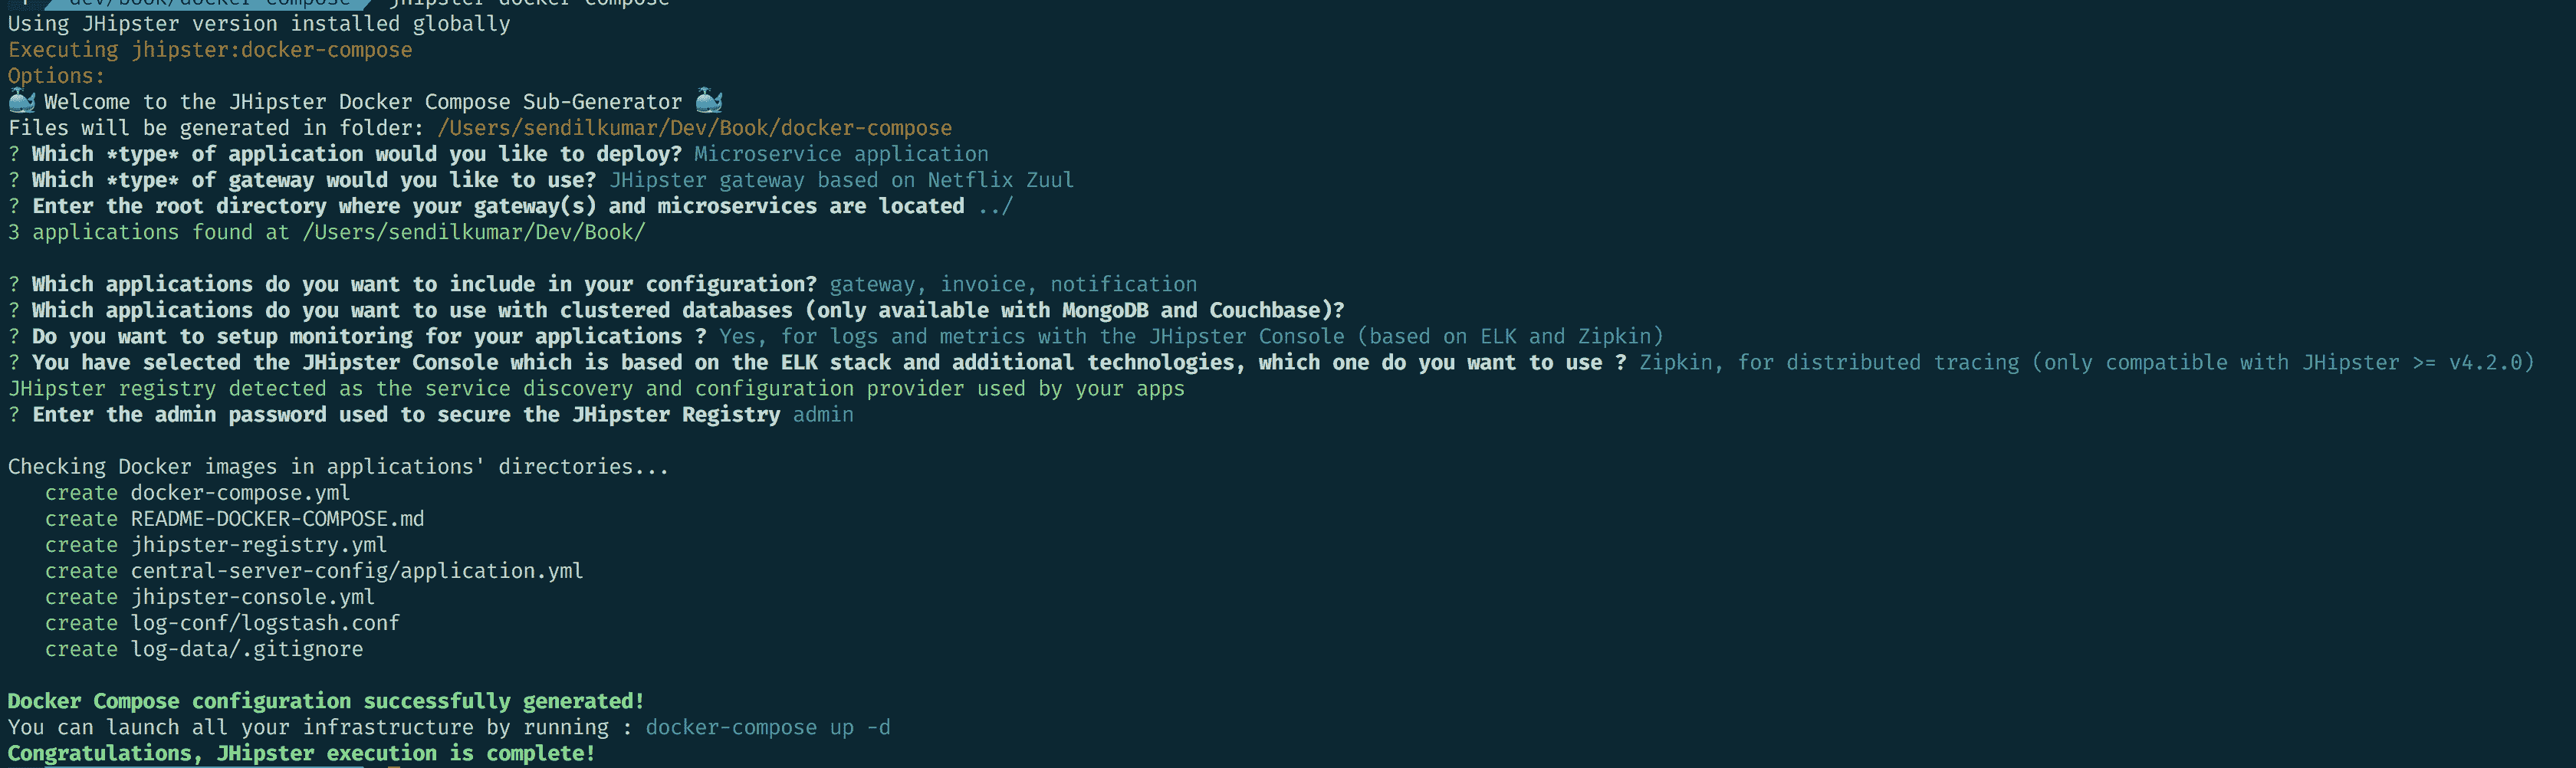 dev/book/docker-compose jhipster docker-compose
Using JHipster version installed globally
Executing jhipster:docker-compose
Options:
🐳 Welcome to the JHipster Docker Compose Sub-Generator 🐳
Files will be generated in folder: /Users/sendilkumar/Dev/Book/docker-compose
? Which *type* of application would you like to deploy? Microservice application
? Which *type* of gateway would you like to use? JHipster gateway based on Netflix Zuul
? Enter the root directory where your gateway(s) and microservices are located ../
3 applications found at /Users/sendilkumar/Dev/Book/
? Which applications do you want to include in your configuration? gateway, invoice, notification
? Which applications do you want to use with clustered databases (only available with MongoDB and Couchbase)?
? Do you want to setup monitoring for your applications ? Yes, for logs and metrics with the JHipster Console (based on ELK and Zipkin)
? You have selected the JHipster Console which is based on the ELK stack and additional technologies, which one do you want to use ? Zipkin, for distributed tracing (only compatible with JHipster >= v4.2.0)
JHipster registry detected as the service discovery and configuration provider used by your apps
? Enter the admin password used to secure the JHipster Registry admin
Checking Docker images in applications' directories...
create docker-compose.yml
create README-DOCKER-COMPOSE.md
create jhipster-registry.yml
create central-server-config/application.yml
create jhipster-console.yml
create log-conf/logstash.conf
create log-data/.gitignore
Docker Compose configuration successfully generated!
You can launch all your infrastructure by running : docker-compose up -d
Congratulations, JHipster execution is complete!